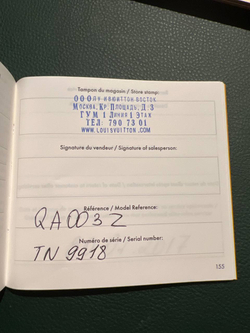 Tampon du magasin / Store stamp:
ООО ЛУИ ВЮИТТОН ВОСТОК
МОСКВА, КР. ПЛОЩАДЬ, Д 3
ГУМ 1 ЛИНИЯ 1 ЭТАЖ
ТЕЛ: 790 73 01
WWW.LOUISVUITTON.COM
Signature du vendeur / Signature of salesperson:
Référence / Model Reference:
QA003Z
Numéro de série / Serial number:
TN 9918
155